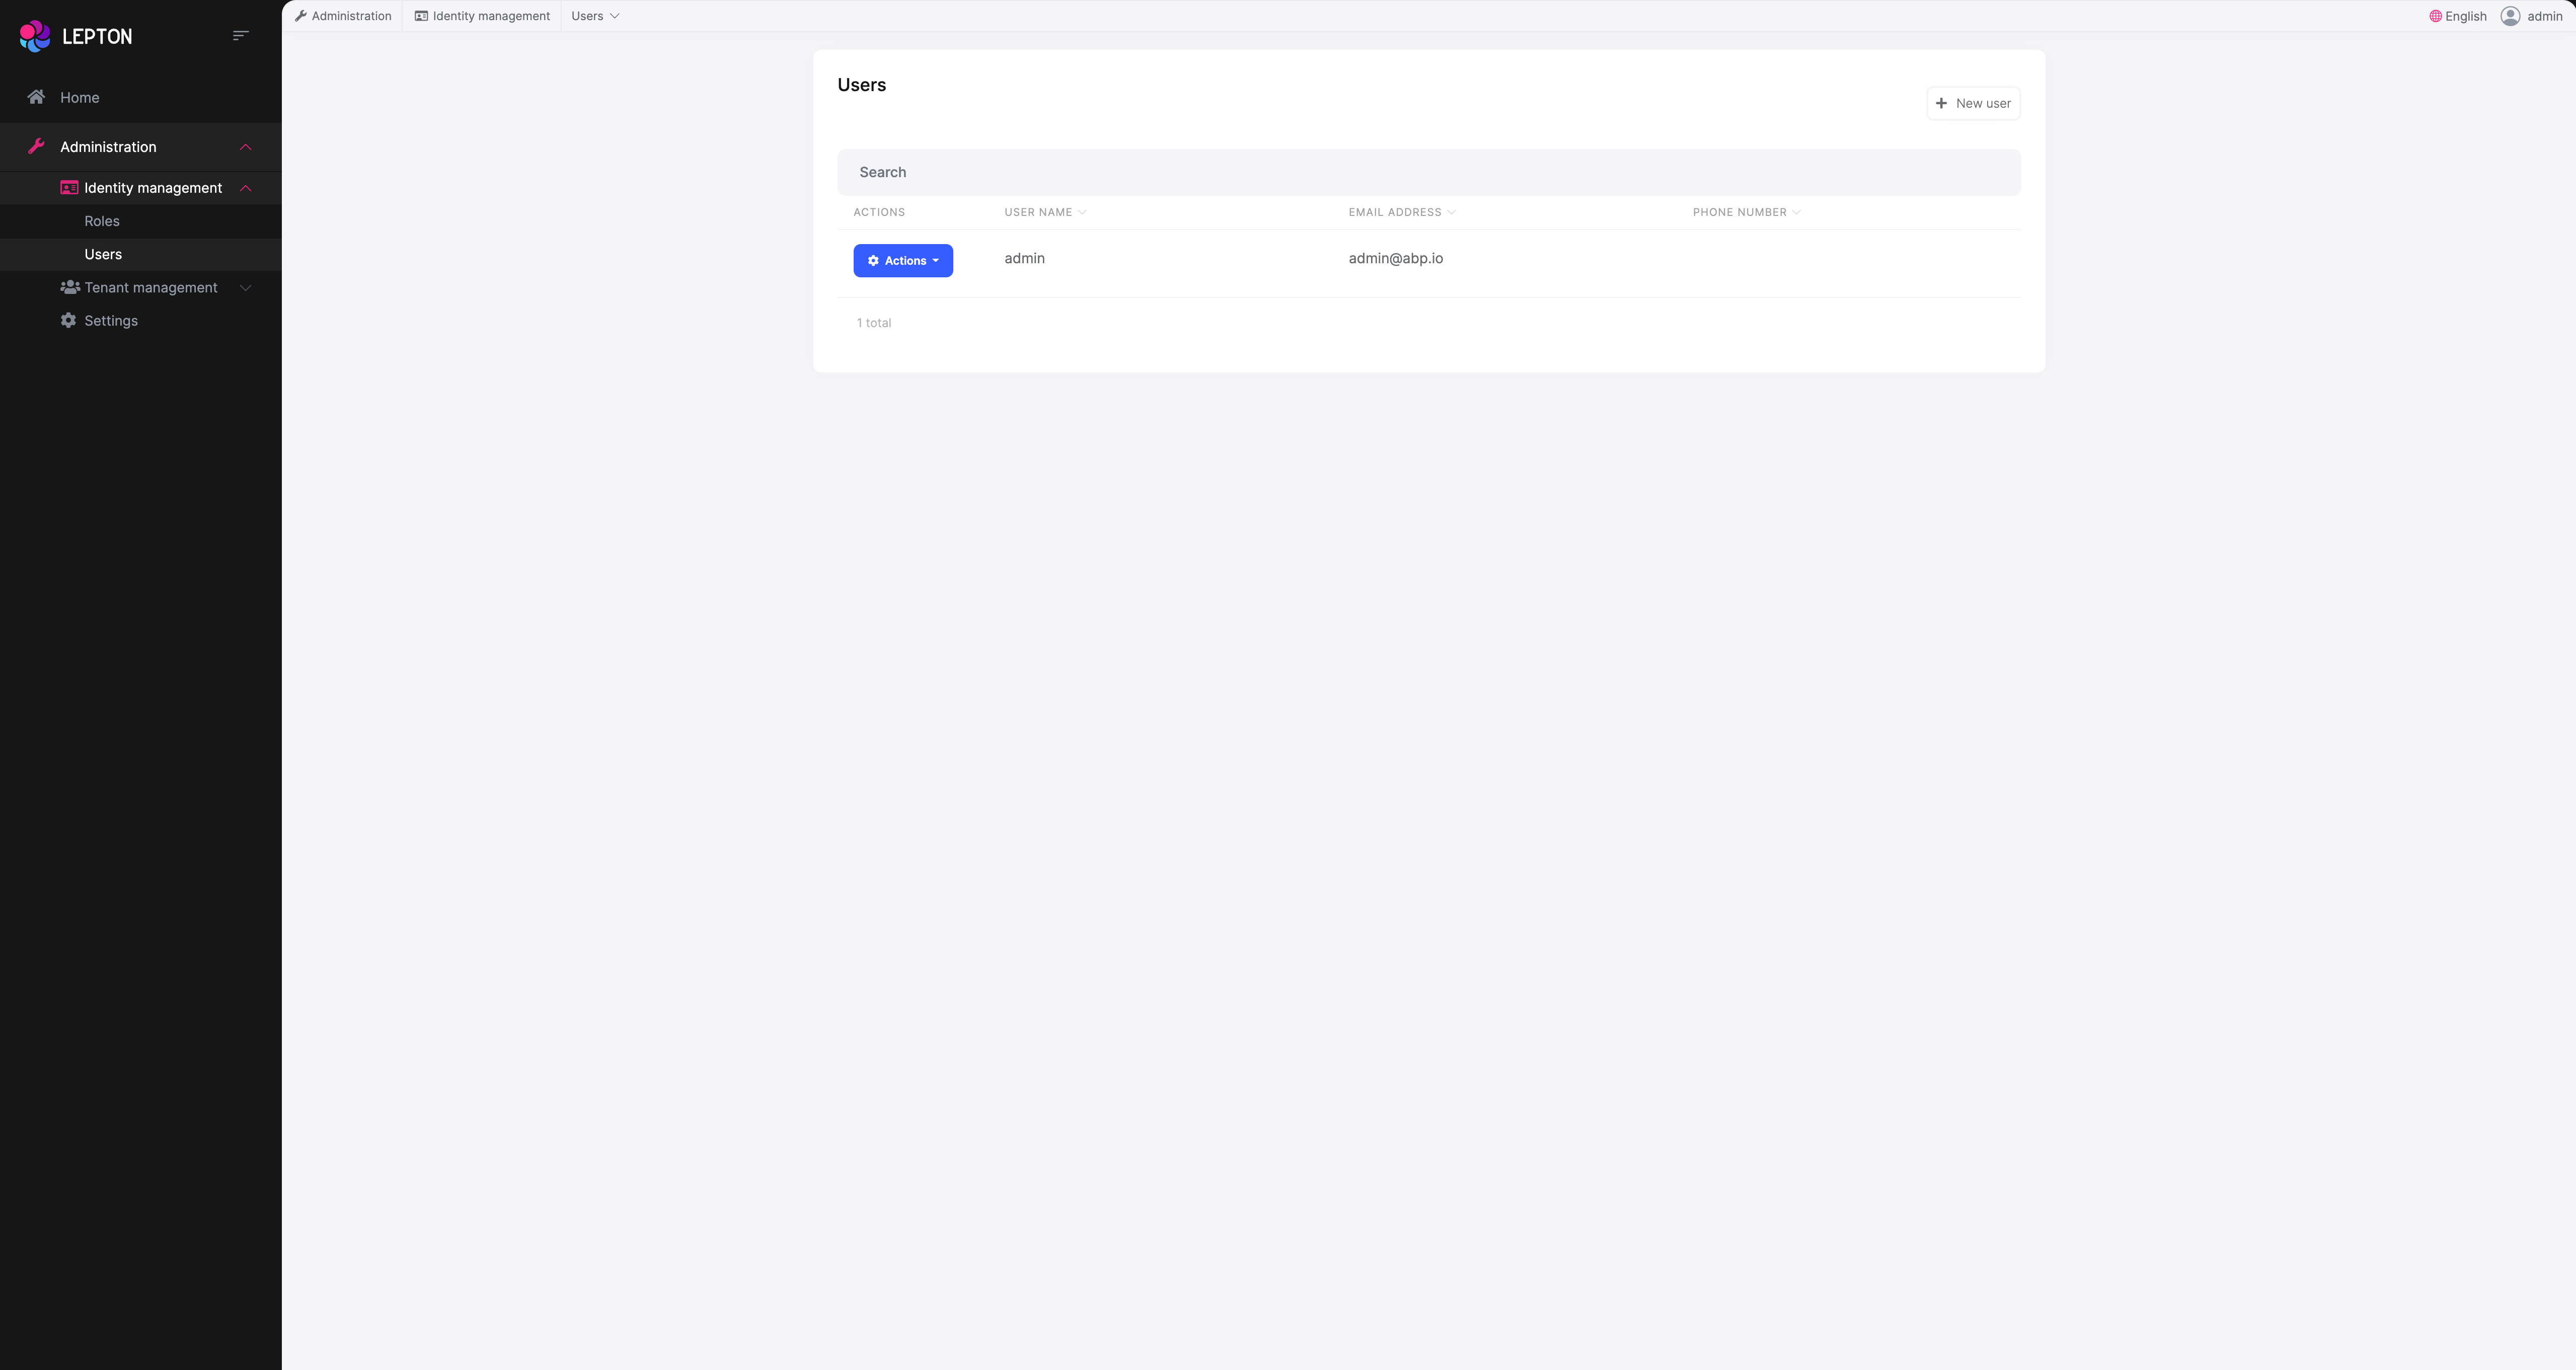 LEPTON
Home
Administration
Identity management
Roles
Users
Tenant management
Settings
Administration
Identity management
Users
English
admin
Users
New user
Search
ACTIONS USER NAME EMAIL ADDRESS PHONE NUMBER
Actions admin admin@abp.io
1 total